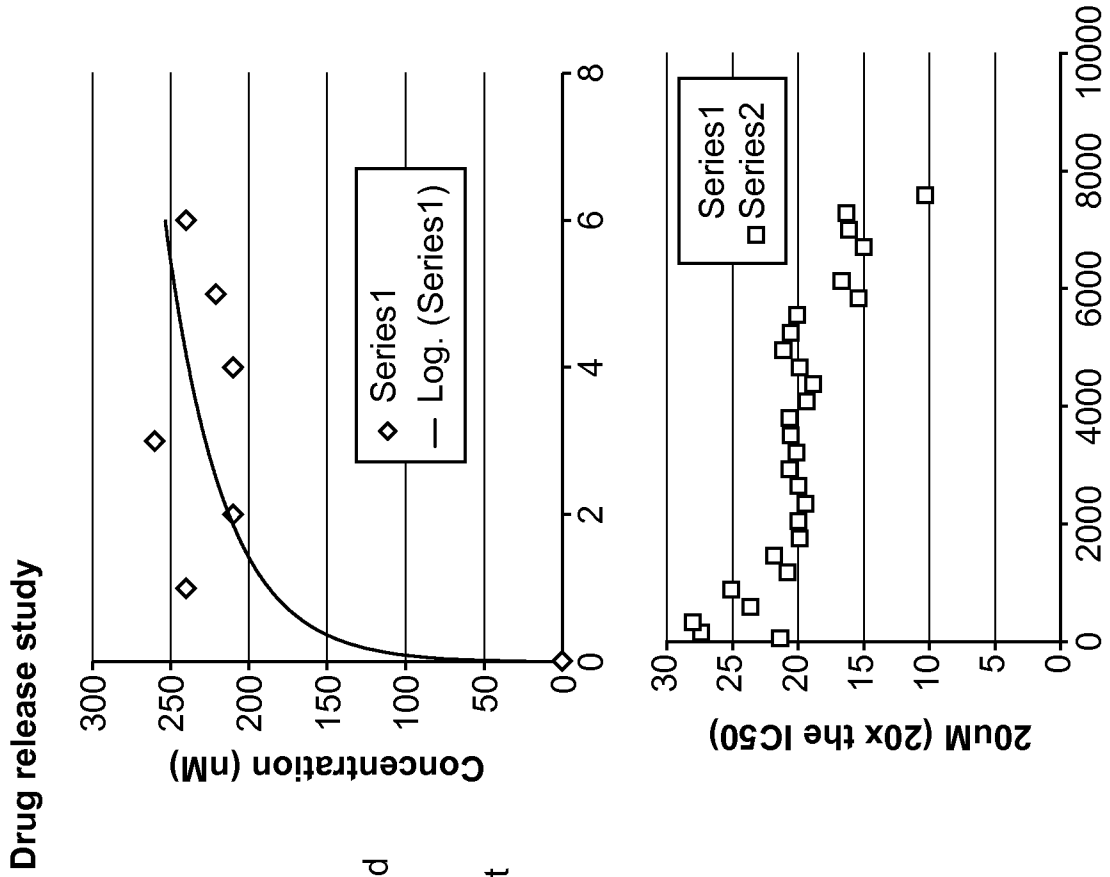 Drug release study
d
t
300
250
200
150
100
50
0
Concentration (nM)
0
2
4
6
8
Series1
Log. (Series1)
30
25
20
15
10
5
0
20uM (20x the IC50)
0
2000
4000
6000
8000
10000
Series1
Series2